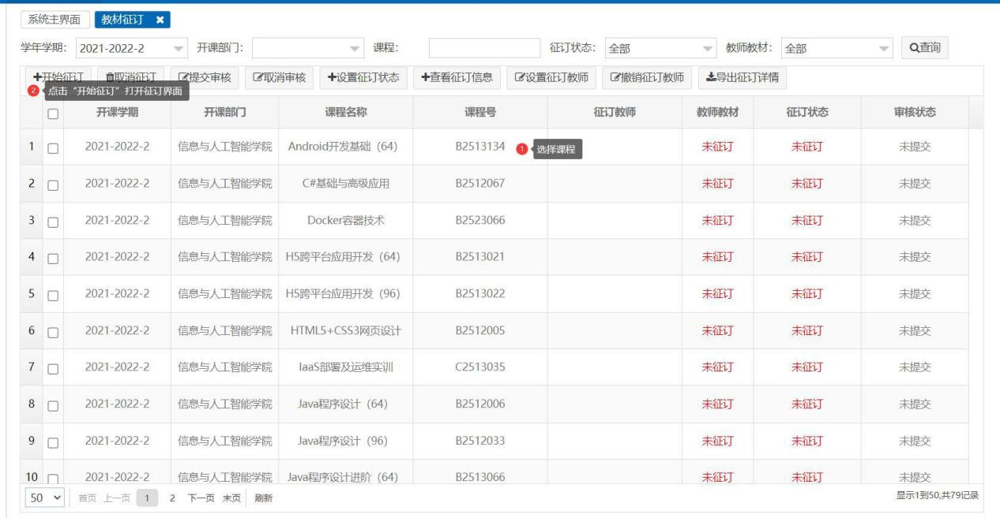 系统主界面 教材征订 ✖
学年学期: 2021-2022-2 开课部门: 课程: 征订状态: 全部 教师教材: 全部 查询
开始征订 取消征订 提交审核 取消审核 设置征订状态 查看征订信息 设置征订教师 撤销征订教师 导出征订详情
2 点击“开始征订”打开征订界面
开课学期 开课部门 课程名称 课程号 征订教师 教师教材 征订状态 审核状态
1 2021-2022-2 信息与人工智能学院 Android开发基础（64） B2513134 未征订 未征订 未提交
1 选择课程
2 2021-2022-2 信息与人工智能学院 C#基础与高级应用 B2512067 未征订 未征订 未提交
3 2021-2022-2 信息与人工智能学院 Docker容器技术 B2523066 未征订 未征订 未提交
4 2021-2022-2 信息与人工智能学院 H5跨平台应用开发（64） B2513021 未征订 未征订 未提交
5 2021-2022-2 信息与人工智能学院 H5跨平台应用开发（96） B2513022 未征订 未征订 未提交
6 2021-2022-2 信息与人工智能学院 HTML5+CSS3网页设计 B2512005 未征订 未征订 未提交
7 2021-2022-2 信息与人工智能学院 IaaS部署及运维实训 C2513035 未征订 未征订 未提交
8 2021-2022-2 信息与人工智能学院 Java程序设计（64） B2512006 未征订 未征订 未提交
9 2021-2022-2 信息与人工智能学院 Java程序设计（96） B2512033 未征订 未征订 未提交
10 2021-2022-2 信息与人工智能学院 Java程序设计进阶（64） B2513066 未征订 未征订 未提交
50 首页 上一页 1 2 下一页 末页 刷新 显示1到50,共79记录